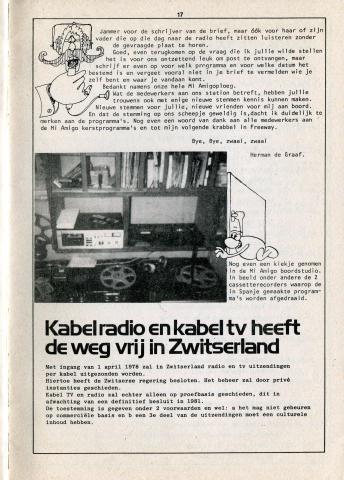 17
Jammer voor de schrijver van de brief, maar óók voor haar of zijn
vader die op die dag naar de radio heeft zitten luisteren zonder
de gevraagde plaat te horen.
Goed, even terugkomen op de vraag die ik jullie wilde stellen
het is voor ons ontzettend leuk om post te ontvangen, maar
schrijf er even op voor welk programma en voor welke datum het
bestemd is en vergeet vooral niet in je brief te vermelden wie je
zelf bent en waar je vandaan komt.
Bedankt namens onze hele Mi Amigoploeg.
Wat de medewerkers aan ons station betreft, hebben jullie
trouwens ook met enige nieuwe stemmen kennis kunnen maken.
Nieuwe stemmen voor jullie, nieuwe vrienden voor mij aan boord.
En dat de stemming op ons scheepje geweldig is,dacht ik duidelijk te
merken aan de programma's. Nog even een woord van dank aan alle medewerkers aan
de Mi Amigo kerstprogramma's en tot mijn volgende krabbel in Freeway.
Bye, Bye, zwaai, zwaai
Herman de Graaf.
Nog even een kiekje genomen
in de Mi Amigo boordstudio.
In beeld onder andere de 2
cassetterecorders waarop de
in Spanje gemaakte program-
ma's worden afgedraaid.
Kabelradio en kabel tv heeft
de weg vrij in Zwitserland
Met ingang van 1 april 1978 zal in Zwitserland radio en tv uitzendingen
per kabel uitgezonden worden.
Hiertoe heeft de Zwitserse regering besloten. Het beheer zal door privé
instanties geschieden.
Kabel TV en radio zal echter alleen op proefbasis geschieden, dit in
afwachting van een definitief besluit in 1981.
De toestemming is gegeven onder 2 voorwaarden en wel: a het mag niet gebeuren
op commerciële basis en b een 3e deel van de uitzendingen moet een culturele
inhoud hebben.